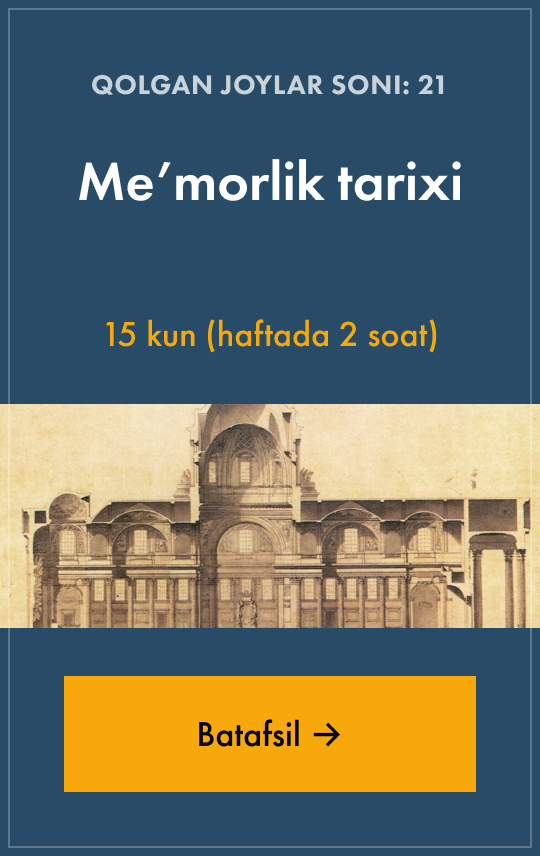 QOLGAN JOYLAR SONI: 21
Me’morlik tarixi
15 kun (haftada 2 soat)
Batafsil →